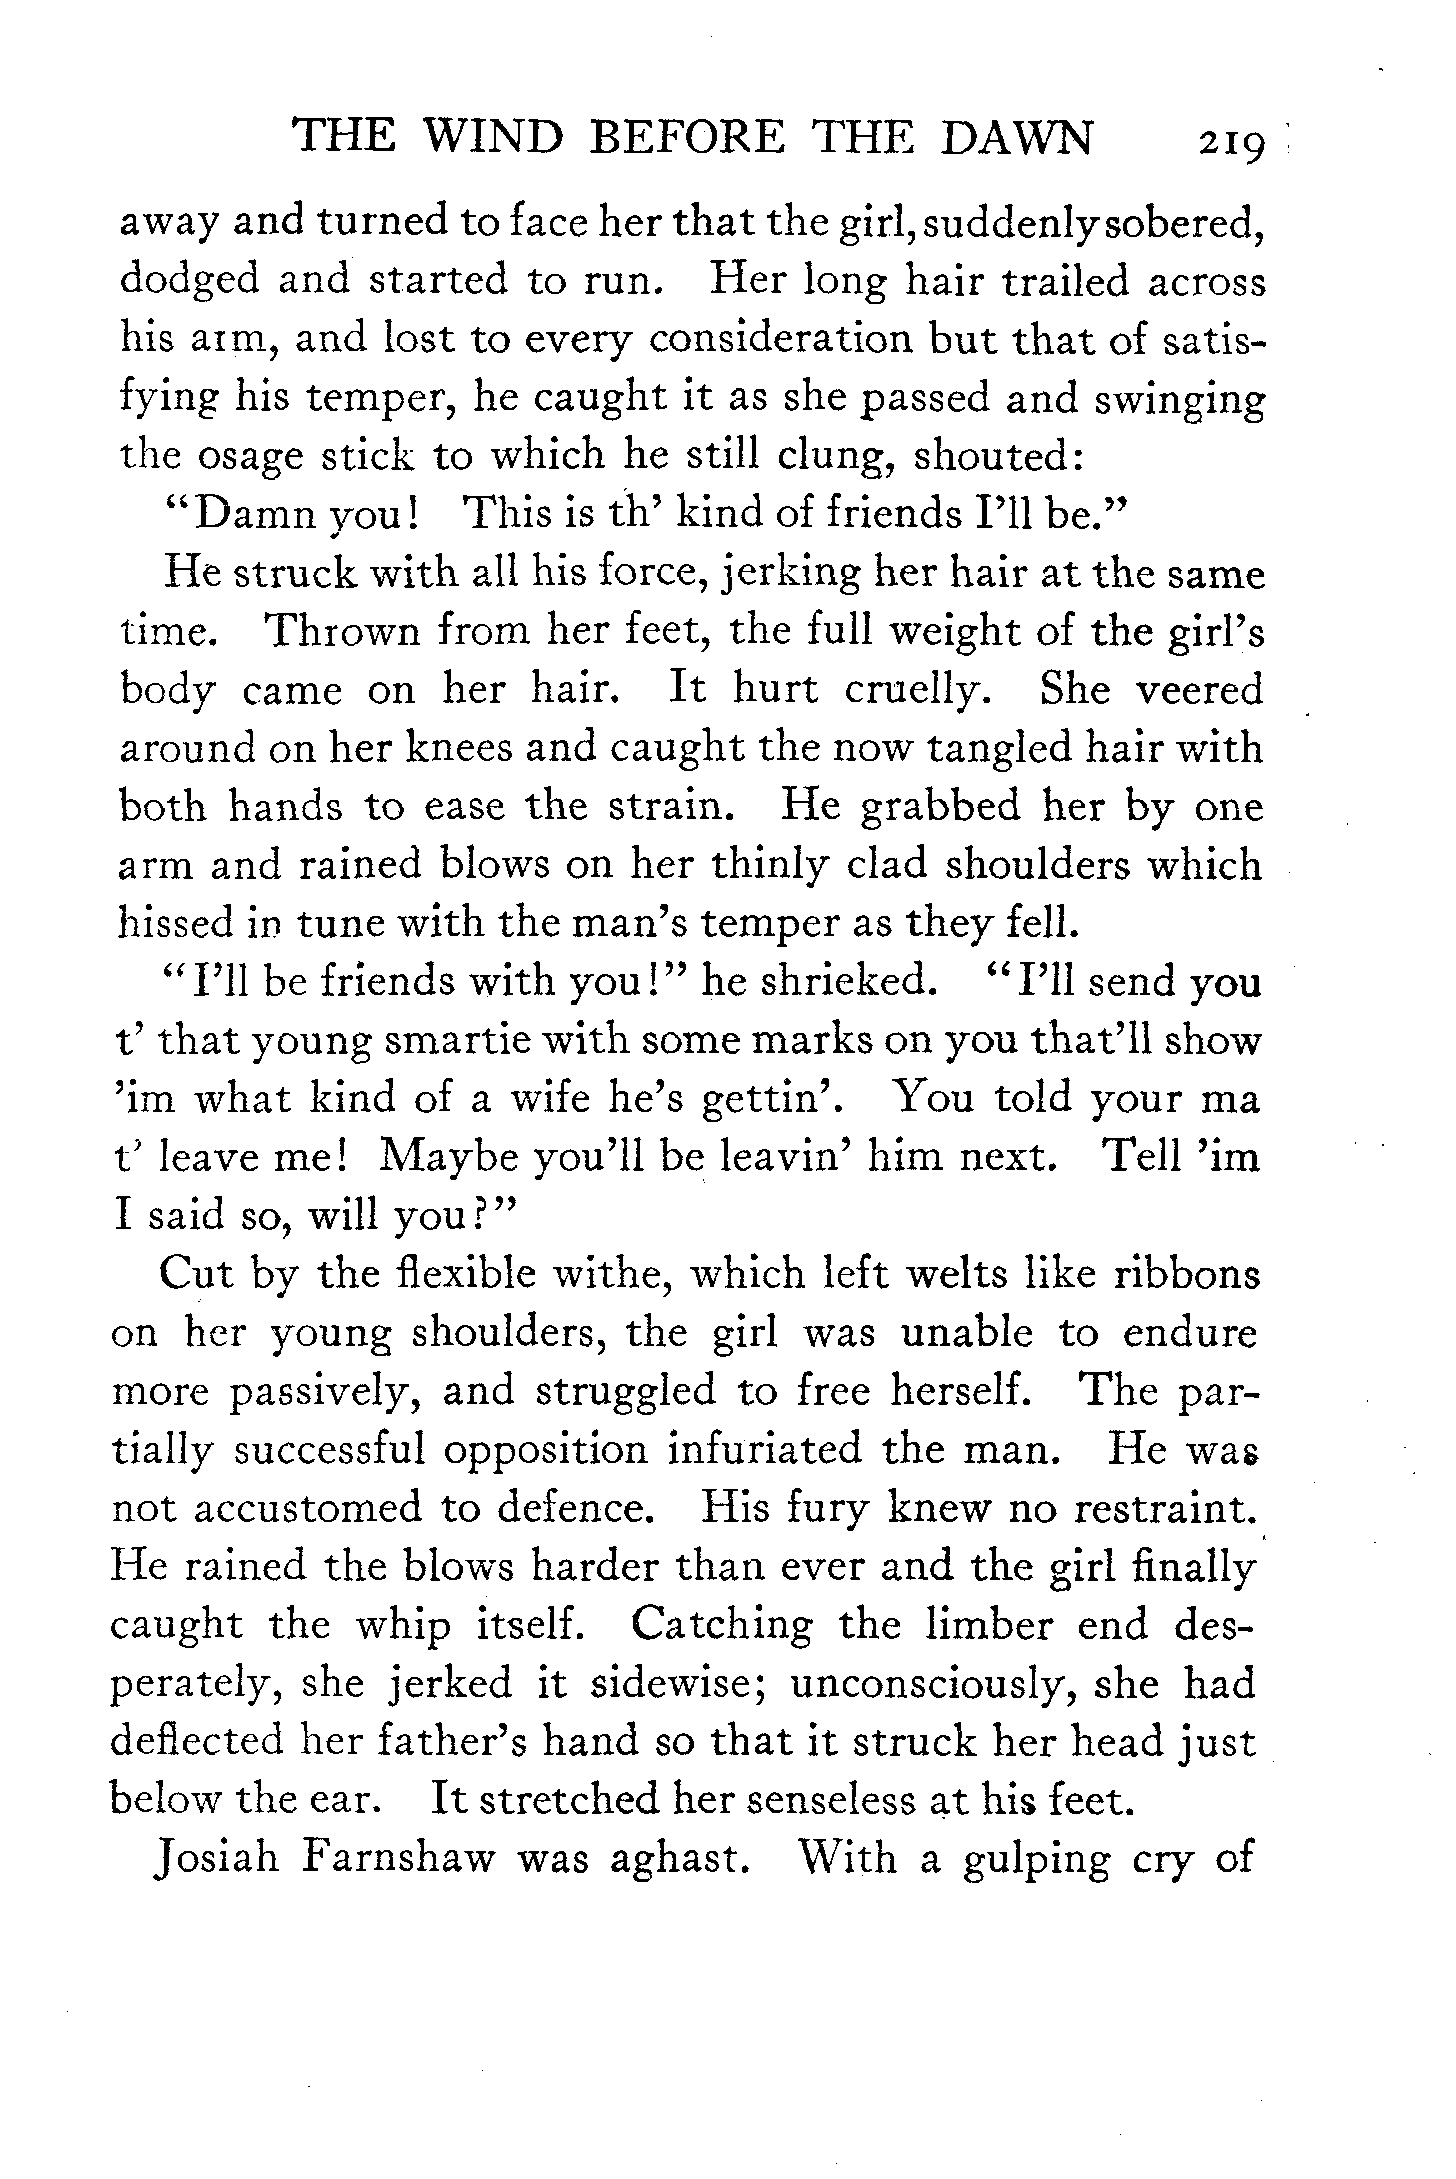 THE WIND BEFORE THE DAWN 219
away and turned to face her that the girl, suddenly sobered,
dodged and started to run. Her long hair trailed across
his arm, and lost to every consideration but that of satis-
fying his temper, he caught it as she passed and swinging
the osage stick to which he still clung, shouted:
“Damn you! This is th’ kind of friends I’ll be.”
He struck with all his force, jerking her hair at the same
time. Thrown from her feet, the full weight of the girl’s
body came on her hair. It hurt cruelly. She veered
around on her knees and caught the now tangled hair with
both hands to ease the strain. He grabbed her by one
arm and rained blows on her thinly clad shoulders which
hissed in tune with the man’s temper as they fell.
“I’ll be friends with you!” he shrieked. “I’ll send you
t’ that young smartie with some marks on you that’ll show
’im what kind of a wife he’s gettin’. You told your ma
t’ leave me! Maybe you’ll be leavin’ him next. Tell ’im
I said so, will you?”
Cut by the flexible withe, which left welts like ribbons
on her young shoulders, the girl was unable to endure
more passively, and struggled to free herself. The par-
tially successful opposition infuriated the man. He was
not accustomed to defence. His fury knew no restraint.
He rained the blows harder than ever and the girl finally
caught the whip itself. Catching the limber end des-
perately, she jerked it sidewise; unconsciously, she had
deflected her father’s hand so that it struck her head just
below the ear. It stretched her senseless at his feet.
Josiah Farnshaw was aghast. With a gulping cry of